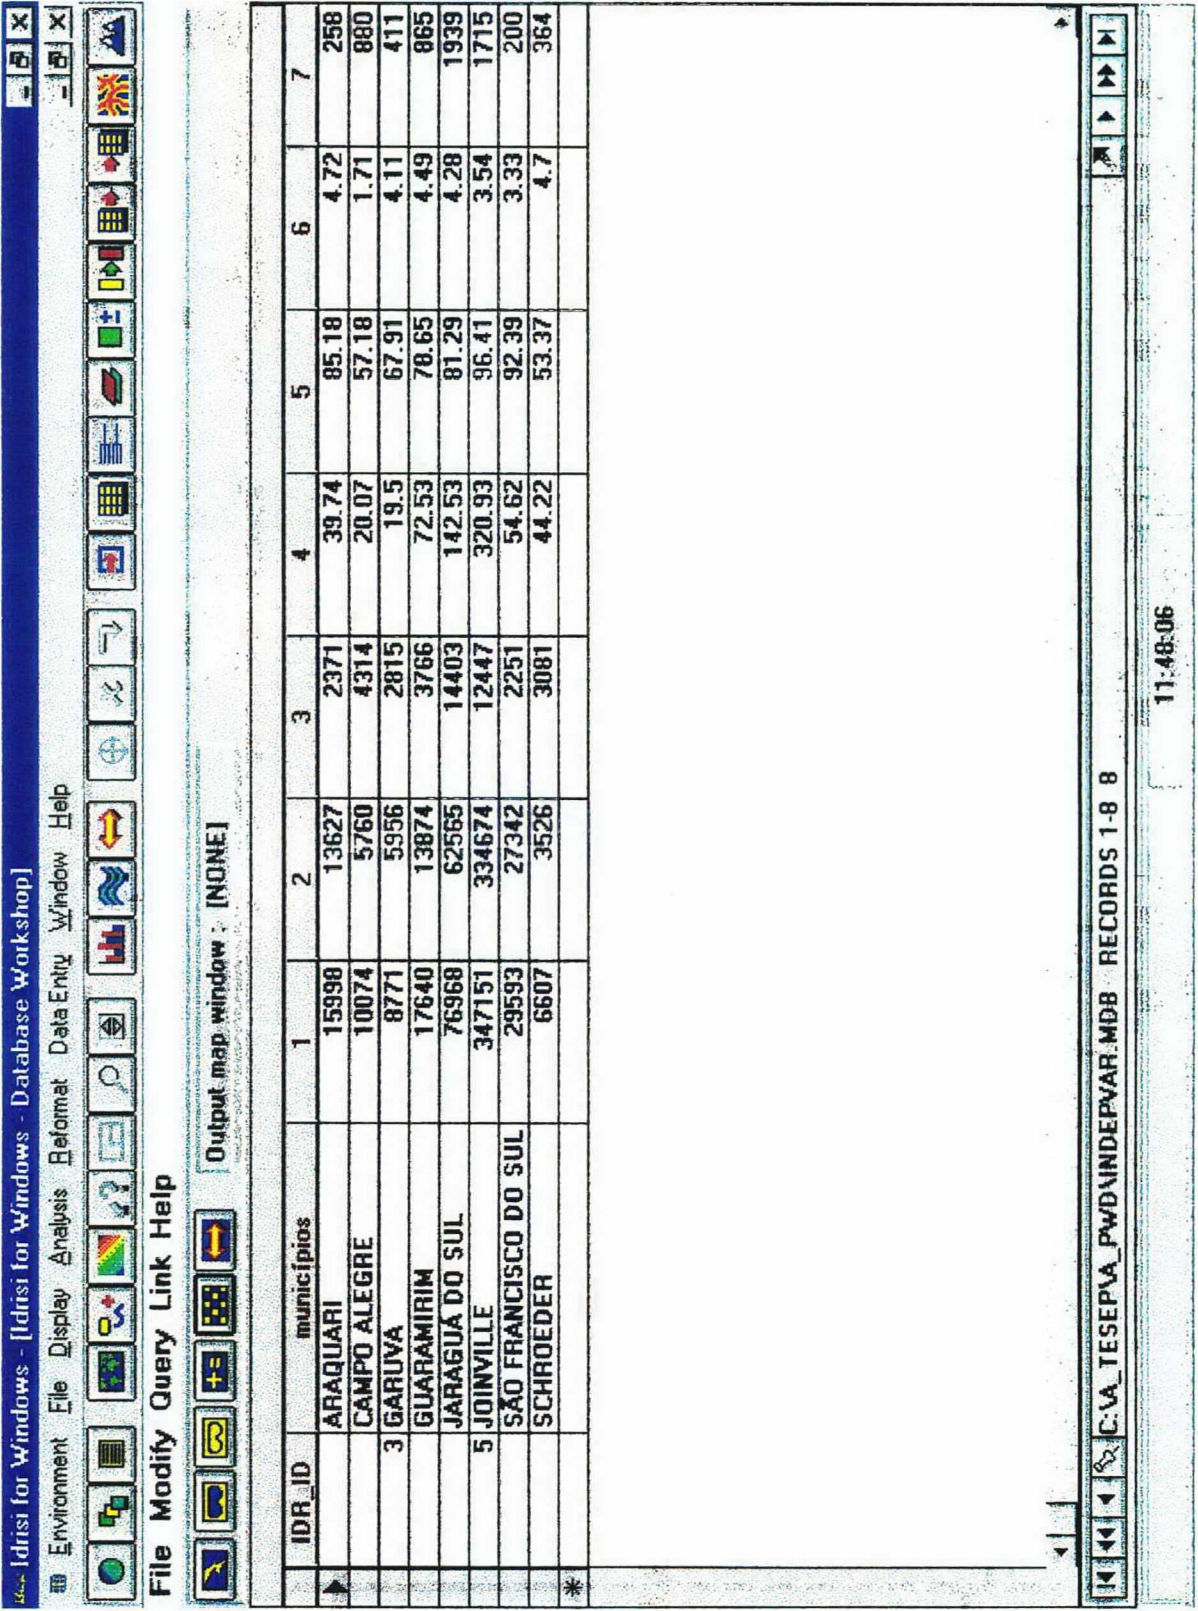 Idrisi for Windows - [Idrisi for Windows - Database Workshop]
Environment File Display Analysis Reformat Data Entry Window Help
File Modify Query Link Help
Output map window : [NONE]
IDR_ID municípios 1 2 3 4 5 6 7
ARAQUARI 15998 13627 2371 39.74 85.18 4.72 258
CAMPO ALEGRE 10074 5760 4314 20.07 57.18 1.71 880
3 GARUVA 8771 5956 2815 19.5 67.91 4.11 411
GUARAMIRIM 17640 13874 3766 72.53 78.65 4.49 865
JARAGUÁ DO SUL 76968 62565 14403 142.53 81.29 4.28 1939
5 JOINVILLE 347151 334674 12447 320.93 96.41 3.54 1715
SÃO FRANCISCO DO SUL 29593 27342 2251 54.62 92.39 3.33 200
SCHROEDER 6607 3526 3081 44.22 53.37 4.7 364
C:\A_TESEP\A_PWD\INDEPVAR.MDB RECORDS 1-8 8
11:48:06